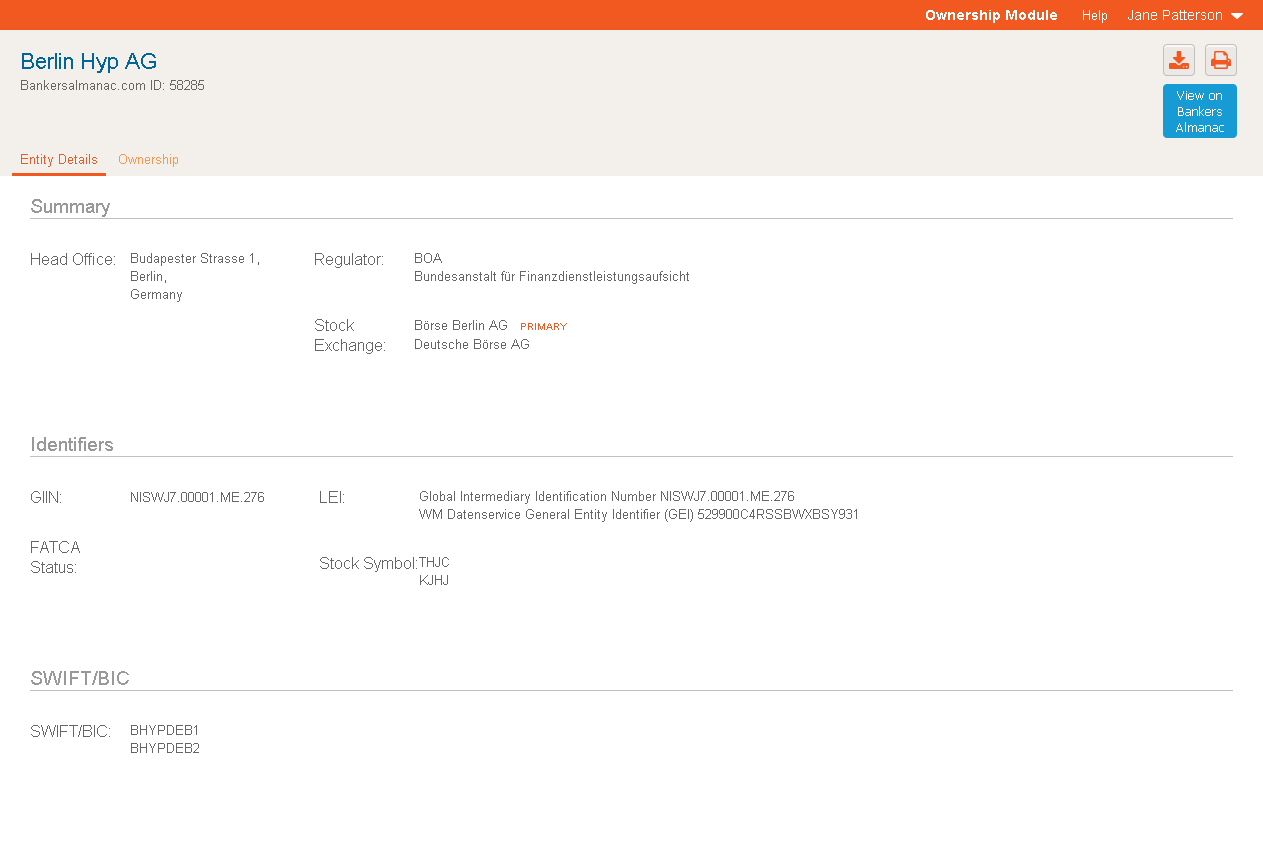 Ownership Module Help Jane Patterson
Berlin Hyp AG
Bankersalmanac.com ID: 58285
View on
Bankers
Almanac
Entity Details Ownership
Summary
Head Office: Budapester Strasse 1,
Berlin,
Germany
Regulator: BOA
Bundesanstalt für Finanzdienstleistungsaufsicht
Stock
Exchange:
Börse Berlin AG PRIMARY
Deutsche Börse AG
Identifiers
GIIN: NISWJ7.00001.ME.276
LEI: Global Intermediary Identification Number NISWJ7.00001.ME.276
WM Datenservice General Entity Identifier (GEI) 529900C4RSSBWXBSY931
FATCA
Status:
Stock Symbol: THJC
KJHJ
SWIFT/BIC
SWIFT/BIC: BHYPDEB1
BHYPDEB2